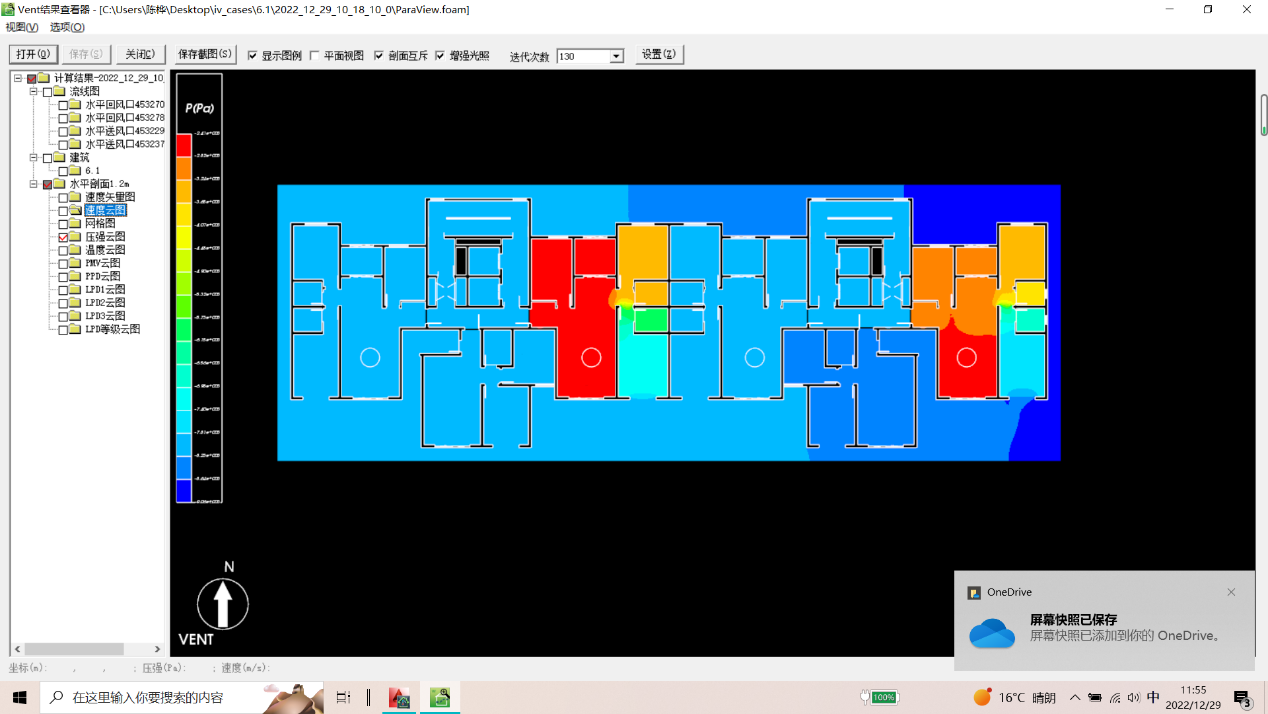 Vent结果查看器 - [C:\Users\陈桦\Desktop\iv_cases\6.1\2022_12_29_10_18_10_0\ParaView.foam]
视图(V) 选项(O)
打开(O) 保存(S) 关闭(C) 保存截图(S) 显示图例 平面视图 剖面互斥 增强光照 迭代次数 130 设置(Z)
计算结果-2022_12_29_10_
流线图
水平回风口453270
水平回风口453278
水平送风口453229
水平送风口453237
建筑
6.1
水平剖面1.2m
速度矢量图
速度云图
网格图
压强云图
温度云图
PMV云图
PPD云图
LPD1云图
LPD2云图
LPD3云图
LPD等级云图
P(Pa)
N
VENT
OneDrive
屏幕快照已保存
屏幕快照已添加到你的 OneDrive。
坐标(m): , , ; 压强(Pa): ; 速度(m/s):
在这里输入你要搜索的内容
100%
16°C 晴朗
中
11:55
2022/12/29
3